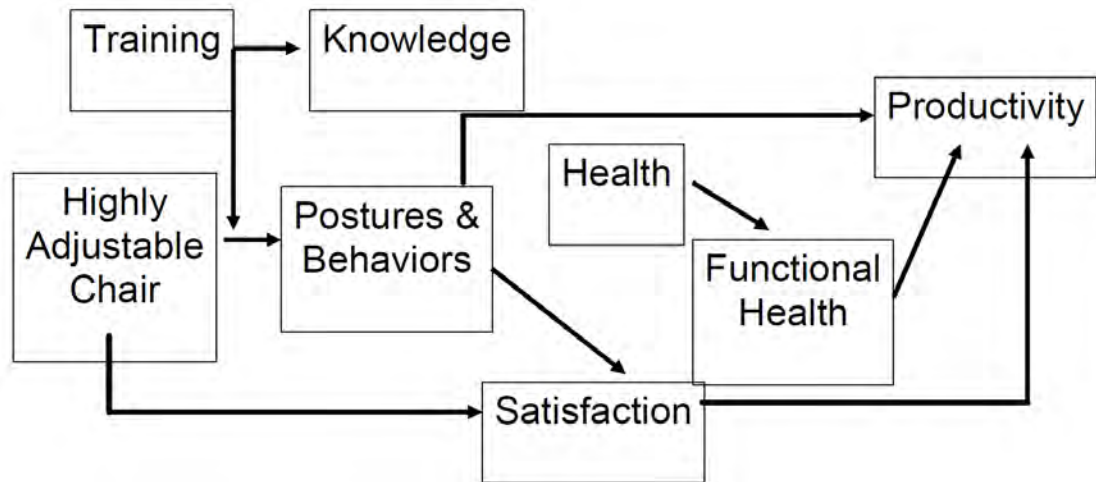 Training
Knowledge
Productivity
Highly
Adjustable
Chair
Postures &
Behaviors
Health
Functional
Health
Satisfaction